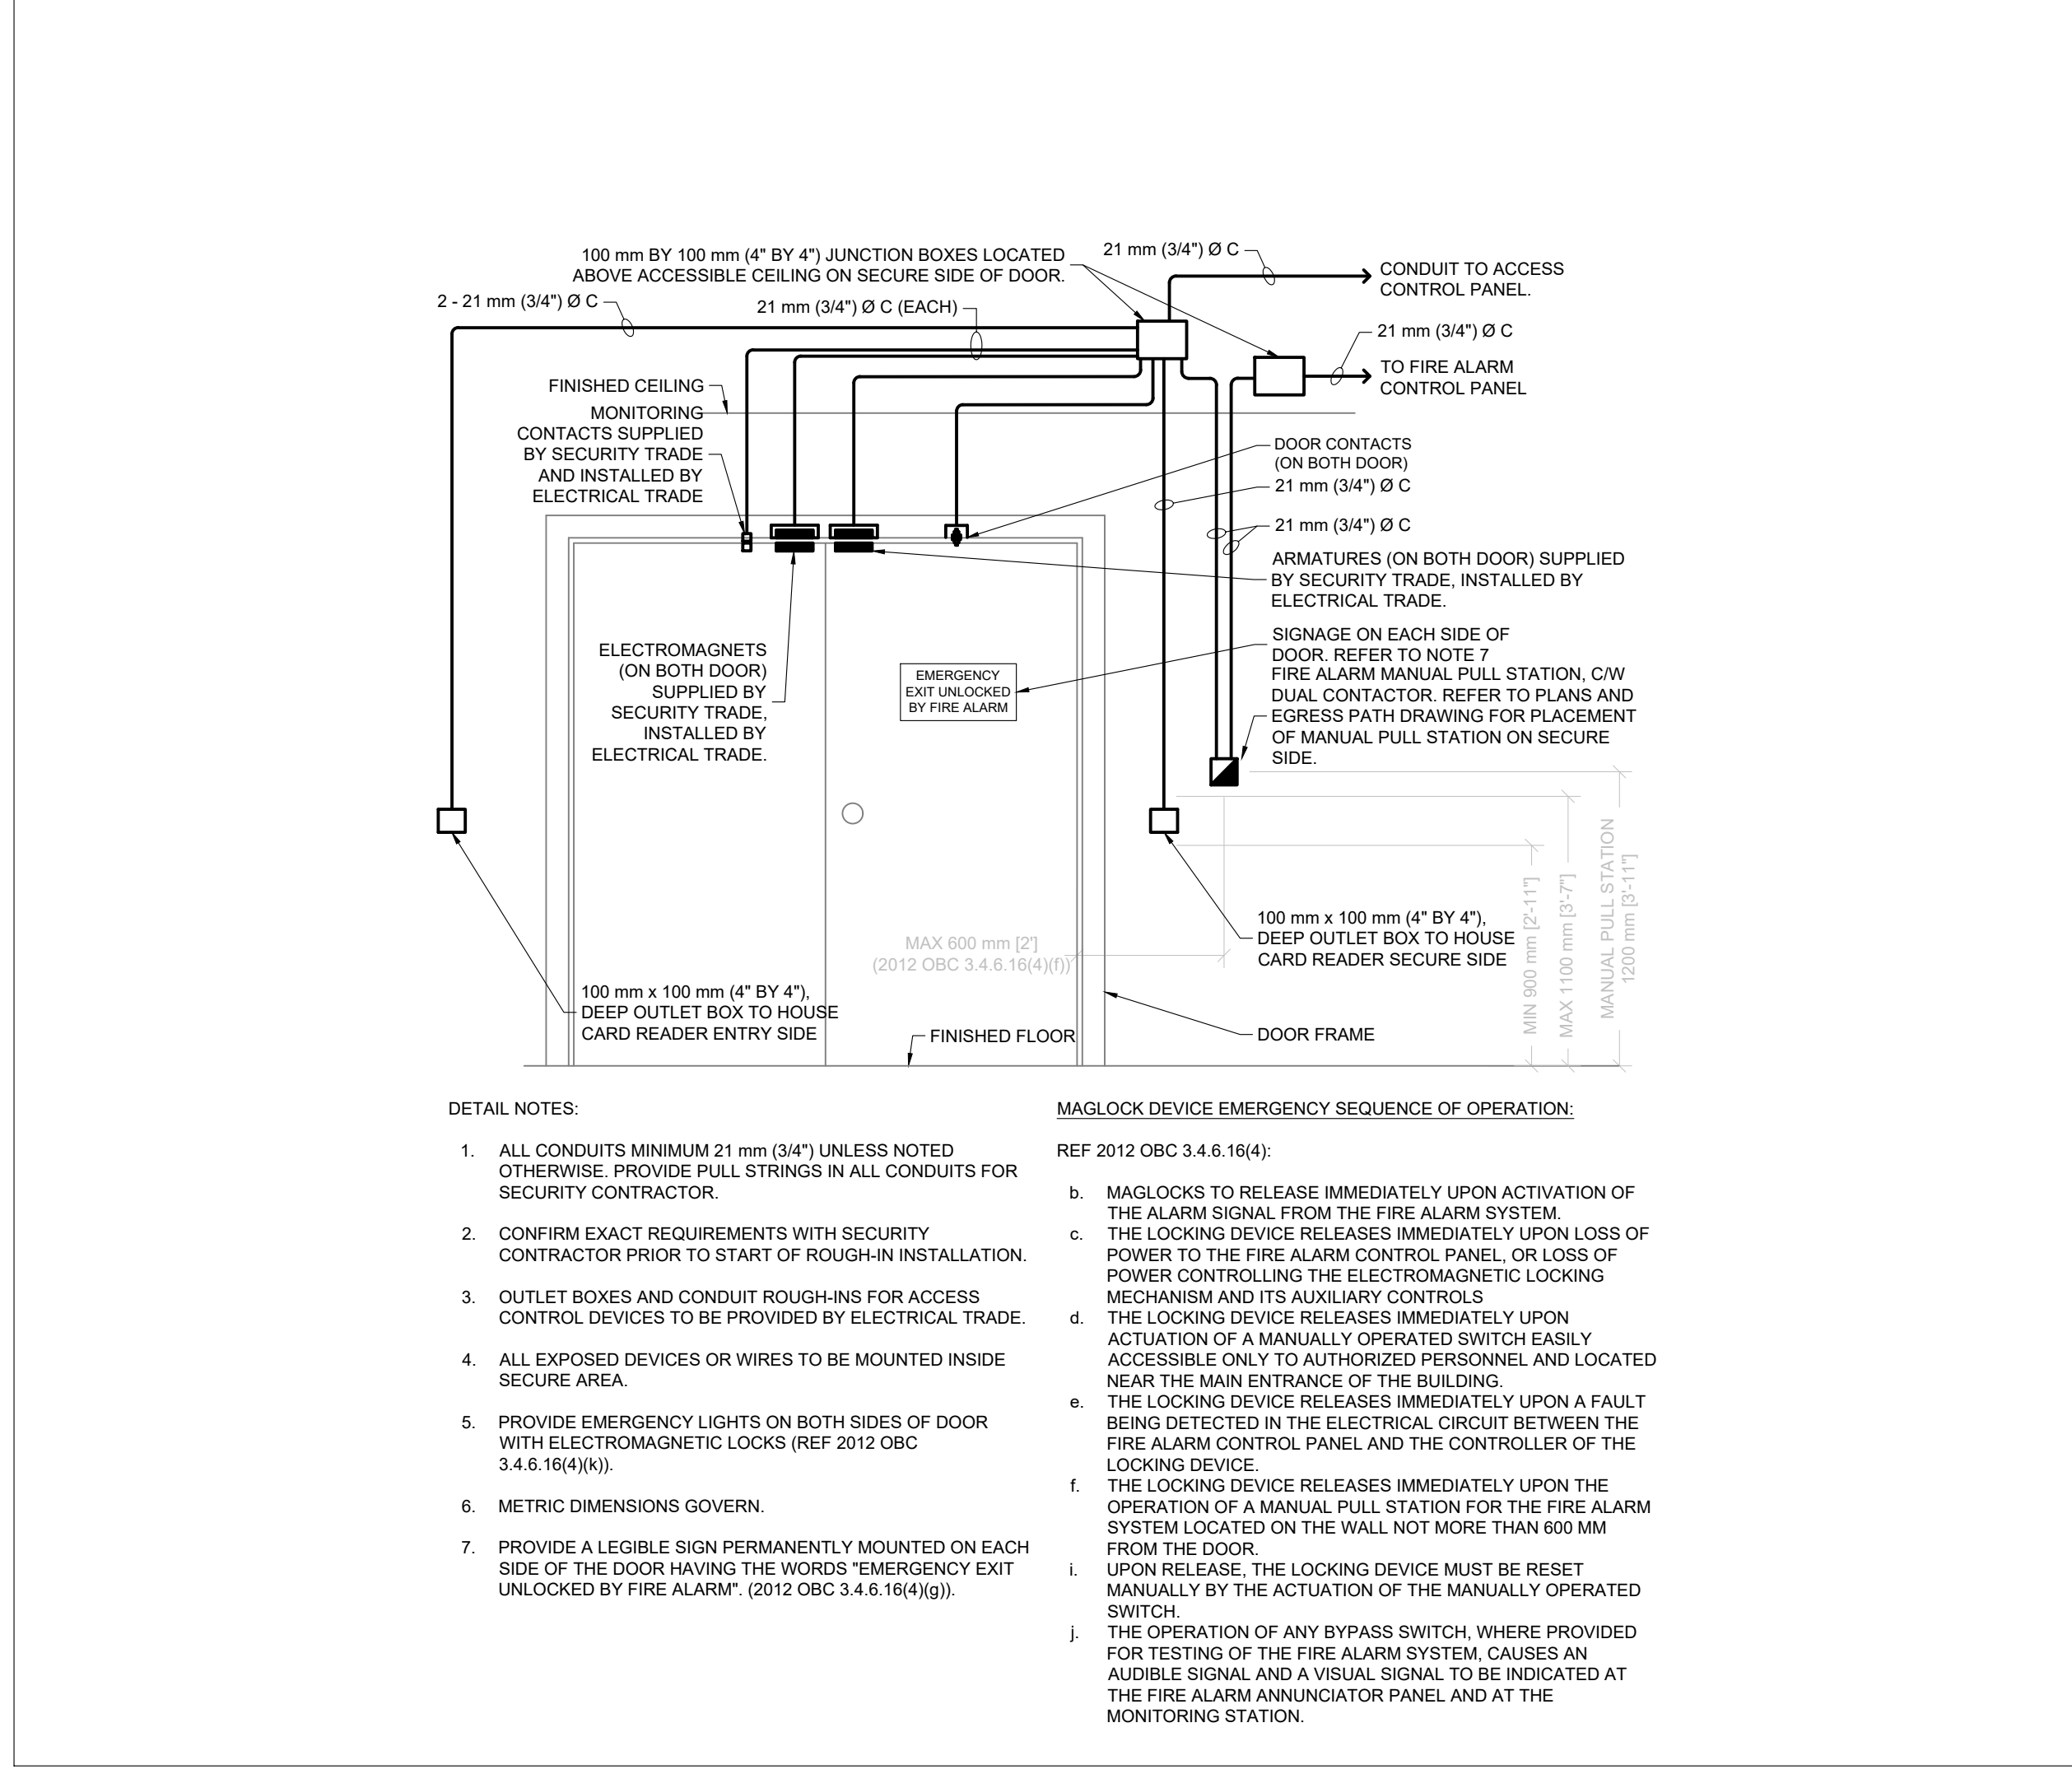 100 mm BY 100 mm (4" BY 4") JUNCTION BOXES LOCATED
ABOVE ACCESSIBLE CEILING ON SECURE SIDE OF DOOR.
21 mm (3/4") Ø C
CONDUIT TO ACCESS
CONTROL PANEL.
2 - 21 mm (3/4") Ø C
21 mm (3/4") Ø C (EACH)
21 mm (3/4") Ø C
TO FIRE ALARM
CONTROL PANEL
FINISHED CEILING
MONITORING
CONTACTS SUPPLIED
BY SECURITY TRADE
AND INSTALLED BY
ELECTRICAL TRADE
DOOR CONTACTS
(ON BOTH DOOR)
21 mm (3/4") Ø C
21 mm (3/4") Ø C
ARMATURES (ON BOTH DOOR) SUPPLIED
BY SECURITY TRADE, INSTALLED BY
ELECTRICAL TRADE.
ELECTROMAGNETS
(ON BOTH DOOR)
SUPPLIED BY
SECURITY TRADE,
INSTALLED BY
ELECTRICAL TRADE.
EMERGENCY
EXIT UNLOCKED
BY FIRE ALARM
SIGNAGE ON EACH SIDE OF
DOOR. REFER TO NOTE 7
FIRE ALARM MANUAL PULL STATION, C/W
DUAL CONTACTOR. REFER TO PLANS AND
EGRESS PATH DRAWING FOR PLACEMENT
OF MANUAL PULL STATION ON SECURE
SIDE.
MAX 600 mm [2']
(2012 OBC 3.4.6.16(4)(f))
100 mm x 100 mm (4" BY 4"),
DEEP OUTLET BOX TO HOUSE
CARD READER SECURE SIDE
MIN 900 mm [2'-11"]
MAX 1100 mm [3'-7"]
MANUAL PULL STATION
1200 mm [3'-11"]
100 mm x 100 mm (4" BY 4"),
DEEP OUTLET BOX TO HOUSE
CARD READER ENTRY SIDE
FINISHED FLOOR
DOOR FRAME
DETAIL NOTES:
1. ALL CONDUITS MINIMUM 21 mm (3/4") UNLESS NOTED
OTHERWISE. PROVIDE PULL STRINGS IN ALL CONDUITS FOR
SECURITY CONTRACTOR.
2. CONFIRM EXACT REQUIREMENTS WITH SECURITY
CONTRACTOR PRIOR TO START OF ROUGH-IN INSTALLATION.
3. OUTLET BOXES AND CONDUIT ROUGH-INS FOR ACCESS
CONTROL DEVICES TO BE PROVIDED BY ELECTRICAL TRADE.
4. ALL EXPOSED DEVICES OR WIRES TO BE MOUNTED INSIDE
SECURE AREA.
5. PROVIDE EMERGENCY LIGHTS ON BOTH SIDES OF DOOR
WITH ELECTROMAGNETIC LOCKS (REF 2012 OBC
3.4.6.16(4)(k)).
6. METRIC DIMENSIONS GOVERN.
7. PROVIDE A LEGIBLE SIGN PERMANENTLY MOUNTED ON EACH
SIDE OF THE DOOR HAVING THE WORDS "EMERGENCY EXIT
UNLOCKED BY FIRE ALARM". (2012 OBC 3.4.6.16(4)(g)).
MAGLOCK DEVICE EMERGENCY SEQUENCE OF OPERATION:
REF 2012 OBC 3.4.6.16(4):
b. MAGLOCKS TO RELEASE IMMEDIATELY UPON ACTIVATION OF
THE ALARM SIGNAL FROM THE FIRE ALARM SYSTEM.
c. THE LOCKING DEVICE RELEASES IMMEDIATELY UPON LOSS OF
POWER TO THE FIRE ALARM CONTROL PANEL, OR LOSS OF
POWER CONTROLLING THE ELECTROMAGNETIC LOCKING
MECHANISM AND ITS AUXILIARY CONTROLS
d. THE LOCKING DEVICE RELEASES IMMEDIATELY UPON
ACTUATION OF A MANUALLY OPERATED SWITCH EASILY
ACCESSIBLE ONLY TO AUTHORIZED PERSONNEL AND LOCATED
NEAR THE MAIN ENTRANCE OF THE BUILDING.
e. THE LOCKING DEVICE RELEASES IMMEDIATELY UPON A FAULT
BEING DETECTED IN THE ELECTRICAL CIRCUIT BETWEEN THE
FIRE ALARM CONTROL PANEL AND THE CONTROLLER OF THE
LOCKING DEVICE.
f. THE LOCKING DEVICE RELEASES IMMEDIATELY UPON THE
OPERATION OF A MANUAL PULL STATION FOR THE FIRE ALARM
SYSTEM LOCATED ON THE WALL NOT MORE THAN 600 MM
FROM THE DOOR.
i. UPON RELEASE, THE LOCKING DEVICE MUST BE RESET
MANUALLY BY THE ACTUATION OF THE MANUALLY OPERATED
SWITCH.
j. THE OPERATION OF ANY BYPASS SWITCH, WHERE PROVIDED
FOR TESTING OF THE FIRE ALARM SYSTEM, CAUSES AN
AUDIBLE SIGNAL AND A VISUAL SIGNAL TO BE INDICATED AT
THE FIRE ALARM ANNUNCIATOR PANEL AND AT THE
MONITORING STATION.